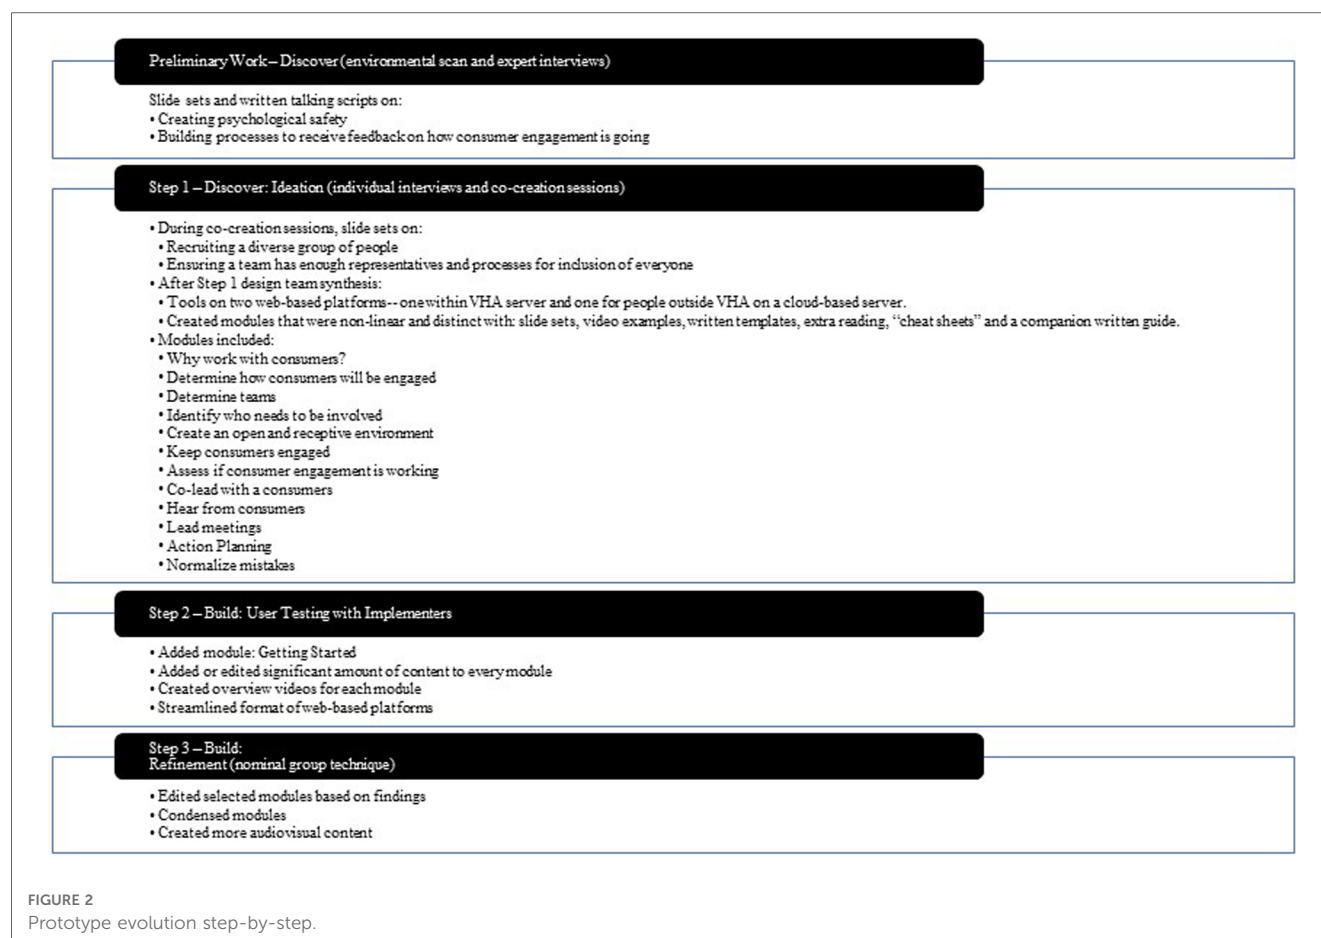 Preliminary Work – Discover (environmental scan and expert interviews)
Slide sets and written talking scripts on:
• Creating psychological safety
• Building processes to receive feedback on how consumer engagement is going
Step 1 – Discover: Ideation (individual interviews and co-creation sessions)
• During co-creation sessions, slide sets on:
• Recruiting a diverse group of people
• Ensuring a team has enough representatives and processes for inclusion of everyone
• After Step 1 design team synthesis:
• Tools on two web-based platforms-- one within VHA server and one for people outside VHA on a cloud-based server.
• Created modules that were non-linear and distinct with: slide sets, video examples, written templates, extra reading, “cheat sheets” and a companion written guide.
• Modules included:
• Why work with consumers?
• Determine how consumers will be engaged
• Determine teams
• Identify who needs to be involved
• Create an open and receptive environment
• Keep consumers engaged
• Assess if consumer engagement is working
• Co-lead with a consumers
• Hear from consumers
• Lead meetings
• Action Planning
• Normalize mistakes
Step 2 – Build: User Testing with Implementers
• Added module: Getting Started
• Added or edited significant amount of content to every module
• Created overview videos for each module
• Streamlined format of web-based platforms
Step 3 – Build:
Refinement (nominal group technique)
• Edited selected modules based on findings
• Condensed modules
• Created more audiovisual content
FIGURE 2
Prototype evolution step-by-step.